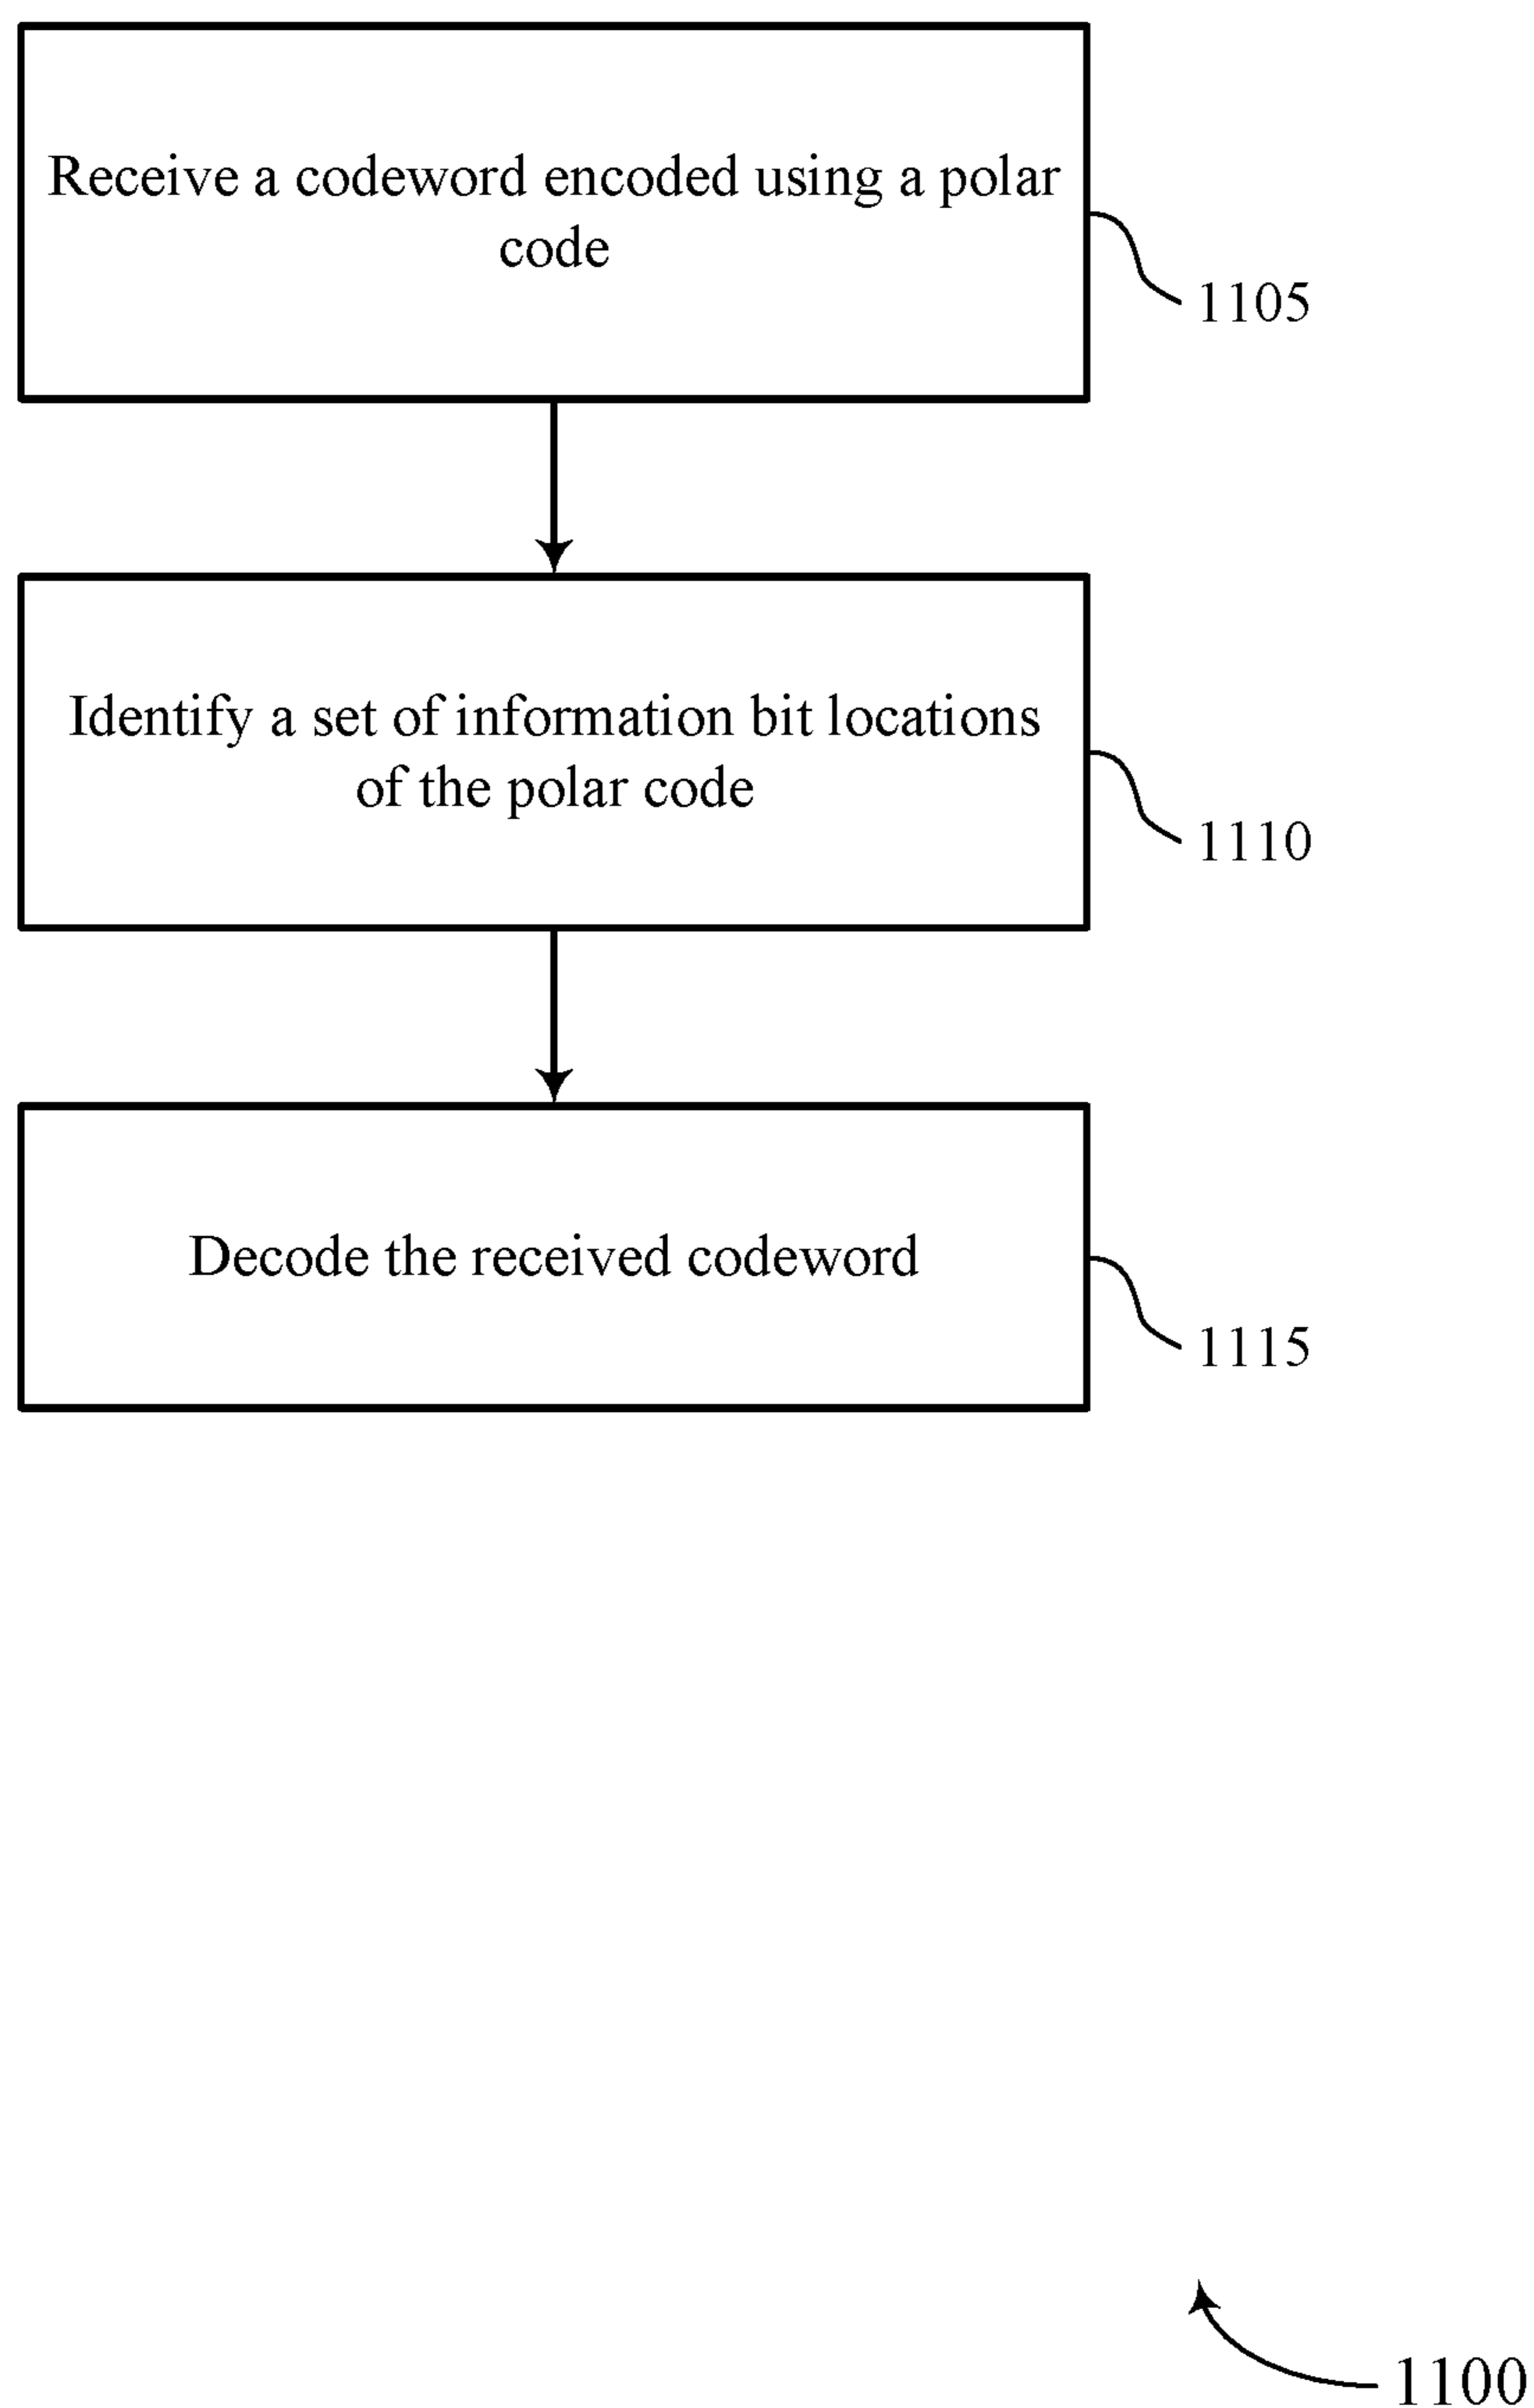 Receive a codeword encoded using a polar
code
1105
Identify a set of information bit locations
of the polar code
1110
Decode the received codeword
1115
1100